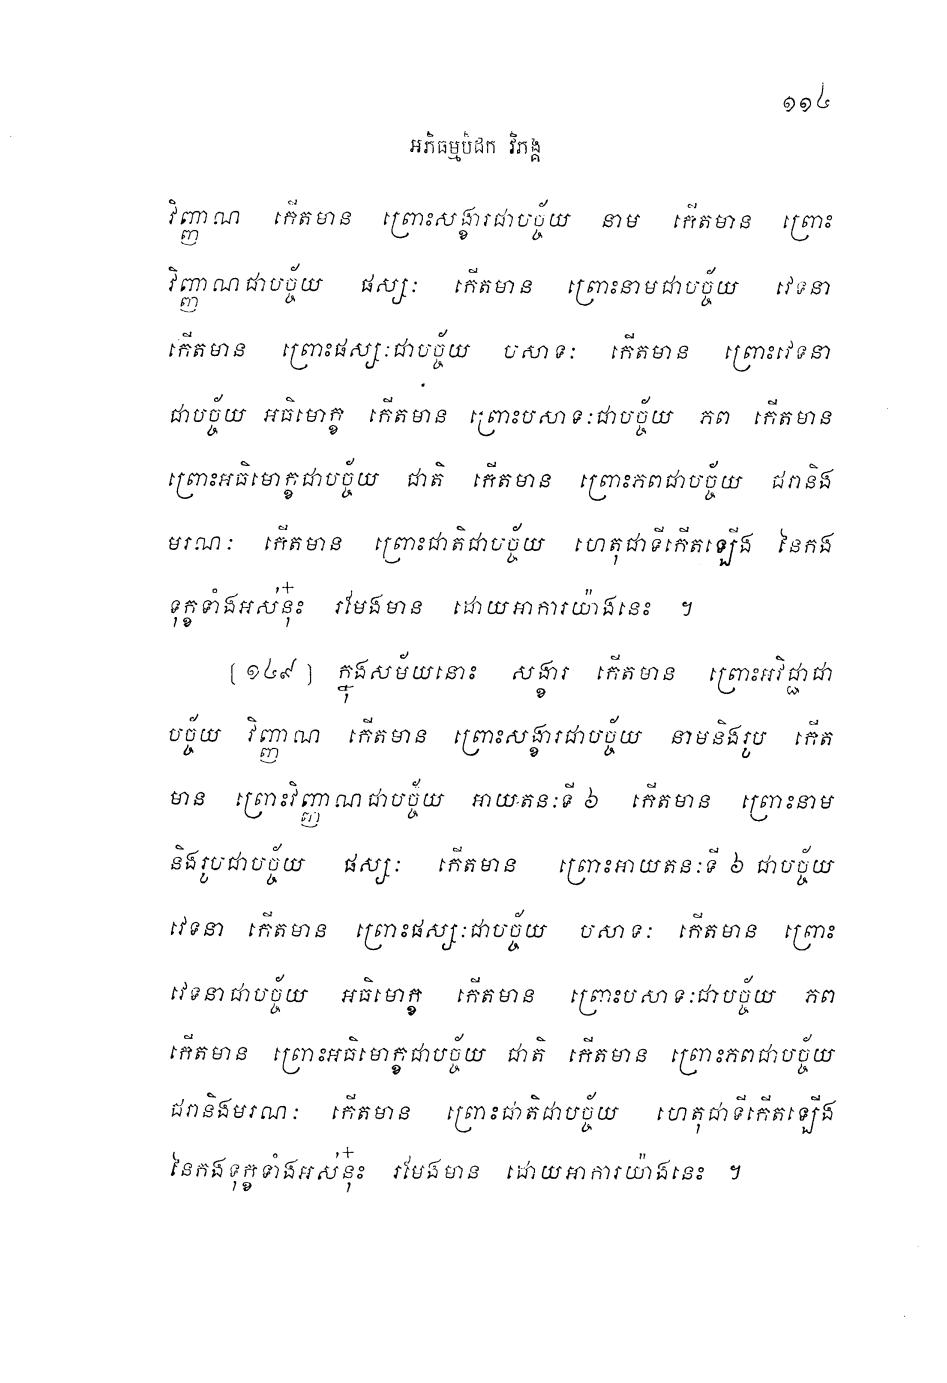 ១១៤
អភិធម្មបិដក វិភង្គ
វិញ្ញាណ កើតមាន ព្រោះសង្ខារជាបច្ច័យ នាម កើតមាន ព្រោះ
វិញ្ញាណជាបច្ច័យ ផស្សៈ កើតមាន ព្រោះនាមជាបច្ច័យ វេទនា
កើតមាន ព្រោះផស្សៈជាបច្ច័យ បសាទៈ កើតមាន ព្រោះវេទនា
ជាបច្ច័យ អធិមោក្ខ កើតមាន ព្រោះបសាទៈជាបច្ច័យ ភព កើតមាន
ព្រោះអធិមោក្ខជាបច្ច័យ ជាតិ កើតមាន ព្រោះភពជាបច្ច័យ ជរានិង
មរណៈ កើតមាន ព្រោះជាតិជាបច្ច័យ ហេតុជាទីកើតឡើង នៃកង
ទុក្ខទាំងអស់នុ៎ះ រមែងមាន ដោយអាការយ៉ាងនេះ ។
[១៤៩] ក្នុងសម័យនោះ សង្ខារ កើតមាន ព្រោះអវិជ្ជាជា
បច្ច័យ វិញ្ញាណ កើតមាន ព្រោះសង្ខារជាបច្ច័យ នាមនិងរូប កើត
មាន ព្រោះវិញ្ញាណជាបច្ច័យ អាយតនៈទី ៦ កើតមាន ព្រោះនាម
និងរូបជាបច្ច័យ ផស្សៈ កើតមាន ព្រោះអាយតនៈទី ៦ ជាបច្ច័យ
វេទនា កើតមាន ព្រោះផស្សៈជាបច្ច័យ បសាទៈ កើតមាន ព្រោះ
វេទនាជាបច្ច័យ អធិមោក្ខ កើតមាន ព្រោះបសាទៈជាបច្ច័យ ភព
កើតមាន ព្រោះអធិមោក្ខជាបច្ច័យ ជាតិ កើតមាន ព្រោះភពជាបច្ច័យ
ជរានិងមរណៈ កើតមាន ព្រោះជាតិជាបច្ច័យ ហេតុជាទីកើតឡើង
នៃកងទុក្ខទាំងអស់នុ៎ះ រមែងមាន ដោយអាការយ៉ាងនេះ ។